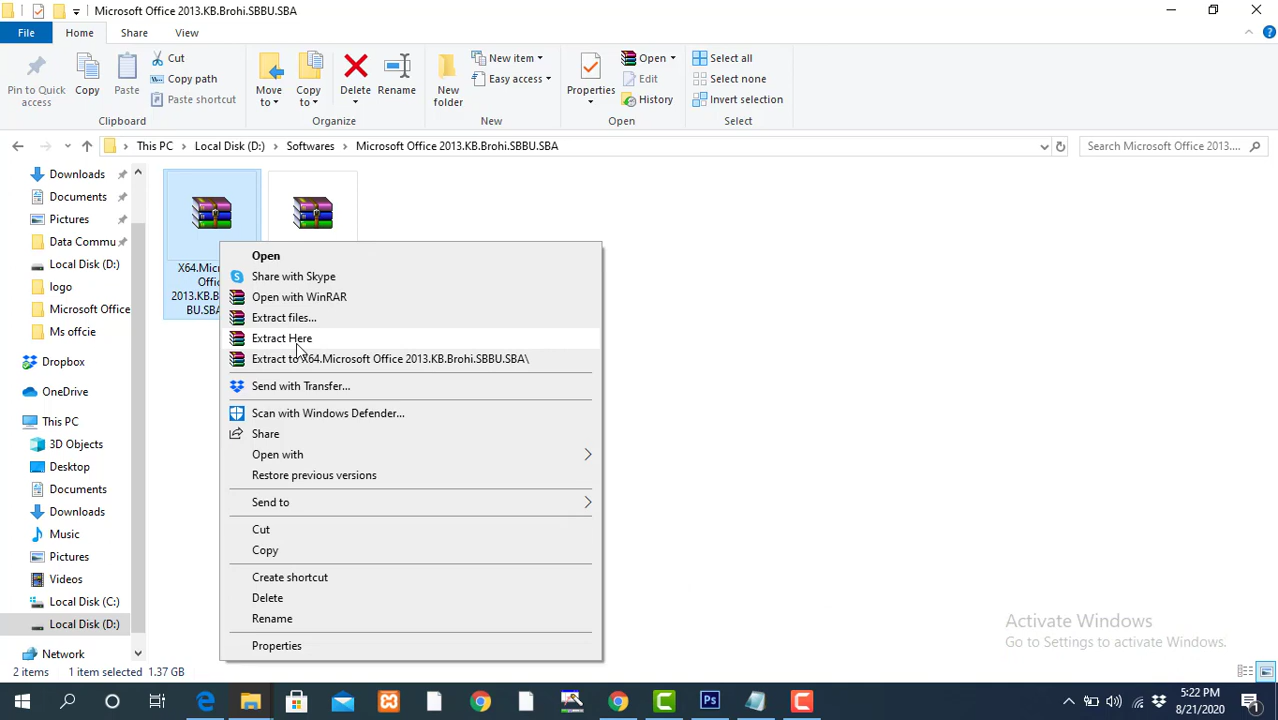 Microsoft Office 2013.KB.Brohi.SBBU.SBA
File Home Share View
Pin to Quick access
Copy
Paste
Cut
Copy path
Paste shortcut
Clipboard
Move to
Copy to
Delete
Rename
Organize
New folder
New item
Easy access
New
Properties
Open
Edit
History
Open
Select all
Select none
Invert selection
Select
This PC > Local Disk (D:) > Softwares > Microsoft Office 2013.KB.Brohi.SBBU.SBA
Search Microsoft Office 2013....
Downloads
Documents
Pictures
Data Commu
Local Disk (D:)
logo
Microsoft Office
Ms offcie
Dropbox
OneDrive
This PC
3D Objects
Desktop
Documents
Downloads
Music
Pictures
Videos
Local Disk (C:)
Local Disk (D:)
Network
X64.Mic
Offic
2013.KB.B
BU.SBA
Open
Share with Skype
Open with WinRAR
Extract files...
Extract Here
Extract to X64.Microsoft Office 2013.KB.Brohi.SBBU.SBA\
Send with Transfer...
Scan with Windows Defender...
Share
Open with
Restore previous versions
Send to
Cut
Copy
Create shortcut
Delete
Rename
Properties
Activate Windows
Go to Settings to activate Windows.
2 items 1 item selected 1.37 GB
5:22 PM
8/21/2020